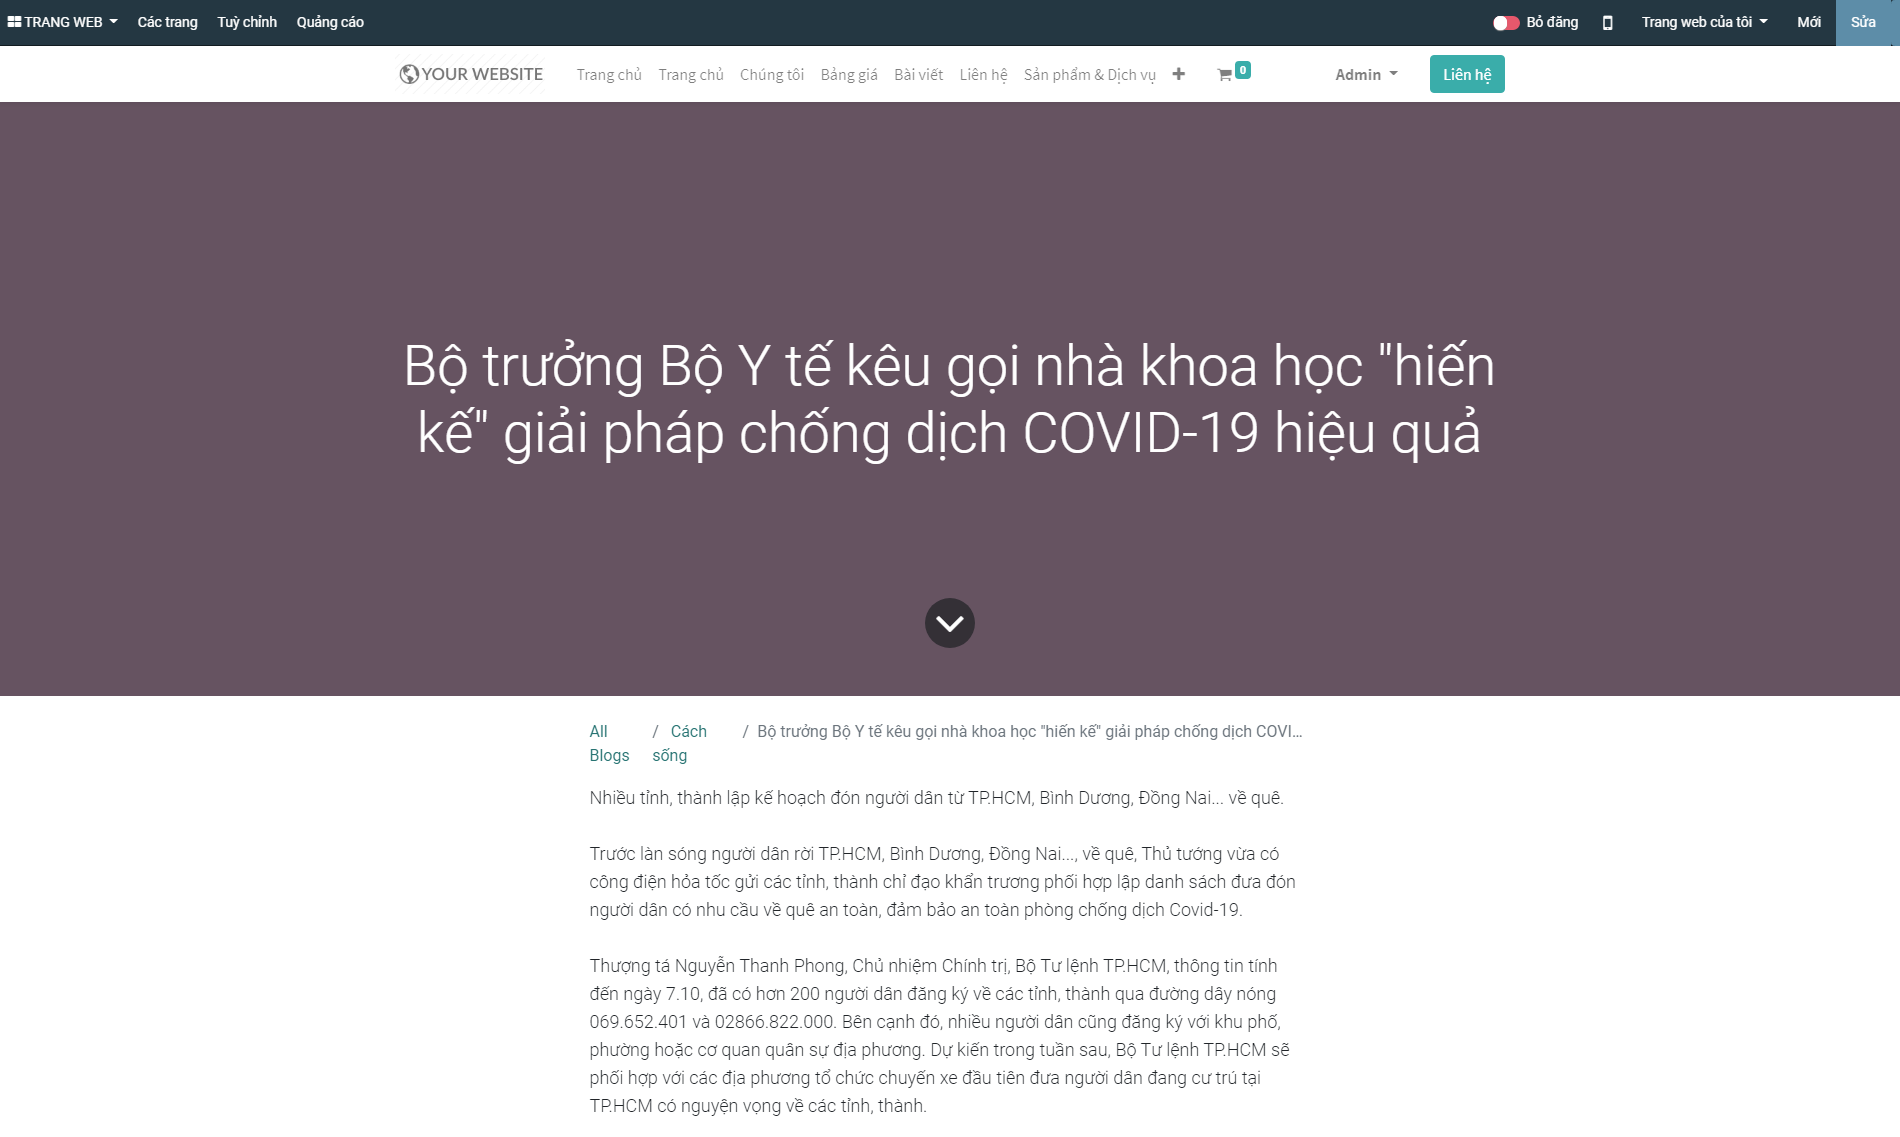 TRANG WEB Các trang Tuỳ chỉnh Quảng cáo Bỏ đăng Trang web của tôi Mới Sửa
YOUR WEBSITE Trang chủ Trang chủ Chúng tôi Bảng giá Bài viết Liên hệ Sản phẩm & Dịch vụ 0 Admin Liên hệ
Bộ trưởng Bộ Y tế kêu gọi nhà khoa học "hiến
kế" giải pháp chống dịch COVID-19 hiệu quả
All Blogs / Cách sống / Bộ trưởng Bộ Y tế kêu gọi nhà khoa học "hiến kế" giải pháp chống dịch COVI...
Nhiều tỉnh, thành lập kế hoạch đón người dân từ TP.HCM, Bình Dương, Đồng Nai... về quê.
Trước làn sóng người dân rời TP.HCM, Bình Dương, Đồng Nai..., về quê, Thủ tướng vừa có
công điện hỏa tốc gửi các tỉnh, thành chỉ đạo khẩn trương phối hợp lập danh sách đưa đón
người dân có nhu cầu về quê an toàn, đảm bảo an toàn phòng chống dịch Covid-19.
Thượng tá Nguyễn Thanh Phong, Chủ nhiệm Chính trị, Bộ Tư lệnh TP.HCM, thông tin tính
đến ngày 7.10, đã có hơn 200 người dân đăng ký về các tỉnh, thành qua đường dây nóng
069.652.401 và 02866.822.000. Bên cạnh đó, nhiều người dân cũng đăng ký với khu phố,
phường hoặc cơ quan quân sự địa phương. Dự kiến trong tuần sau, Bộ Tư lệnh TP.HCM sẽ
phối hợp với các địa phương tổ chức chuyến xe đầu tiên đưa người dân đang cư trú tại
TP.HCM có nguyện vọng về các tỉnh, thành.